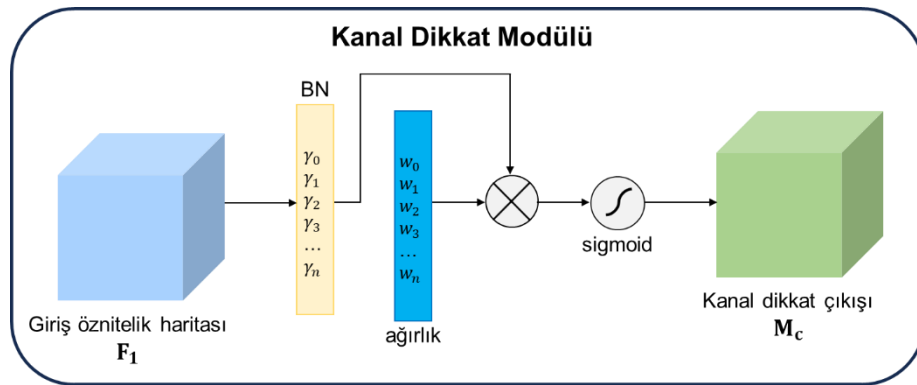 Kanal Dikkat Modülü
BN
γ₀
γ₁
γ₂
γ₃
...
γₙ
w₀
w₁
w₂
w₃
...
wₙ
ağırlık
sigmoid
Giriş öznitelik haritası
F₁
Kanal dikkat çıkışı
M_c